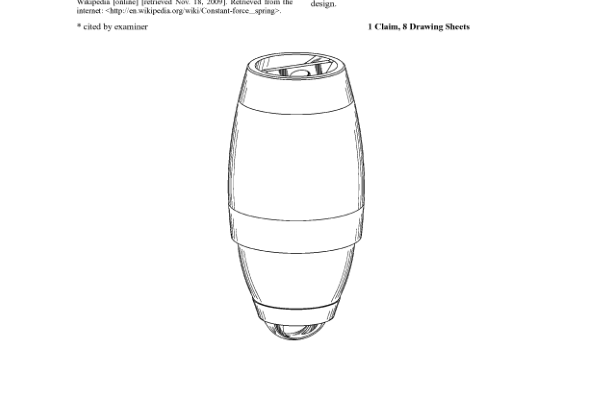 Wikipedia [online] [retrieved Nov. 18, 2009]. Retrieved from the
internet: <http://en.wikipedia.org/wiki/Constant-force_spring>.
* cited by examiner
design.
1 Claim, 8 Drawing Sheets